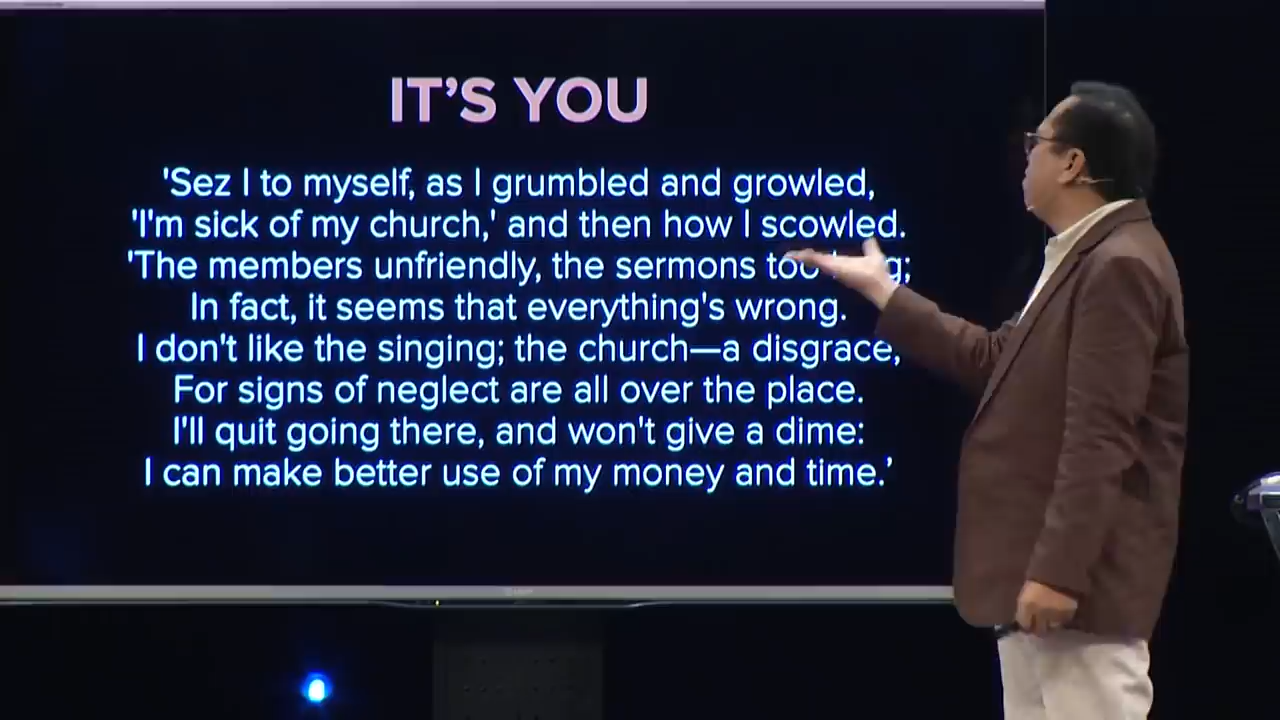 IT'S YOU
'Sez I to myself, as I grumbled and growled,
'I'm sick of my church,' and then how I scowled.
'The members unfriendly, the sermons too
In fact, it seems that everything's wrong.
I don't like the singing; the church—a disgrace,
For signs of neglect are all over the place.
I'll quit going there, and won't give a dime:
I can make better use of my money and time.’